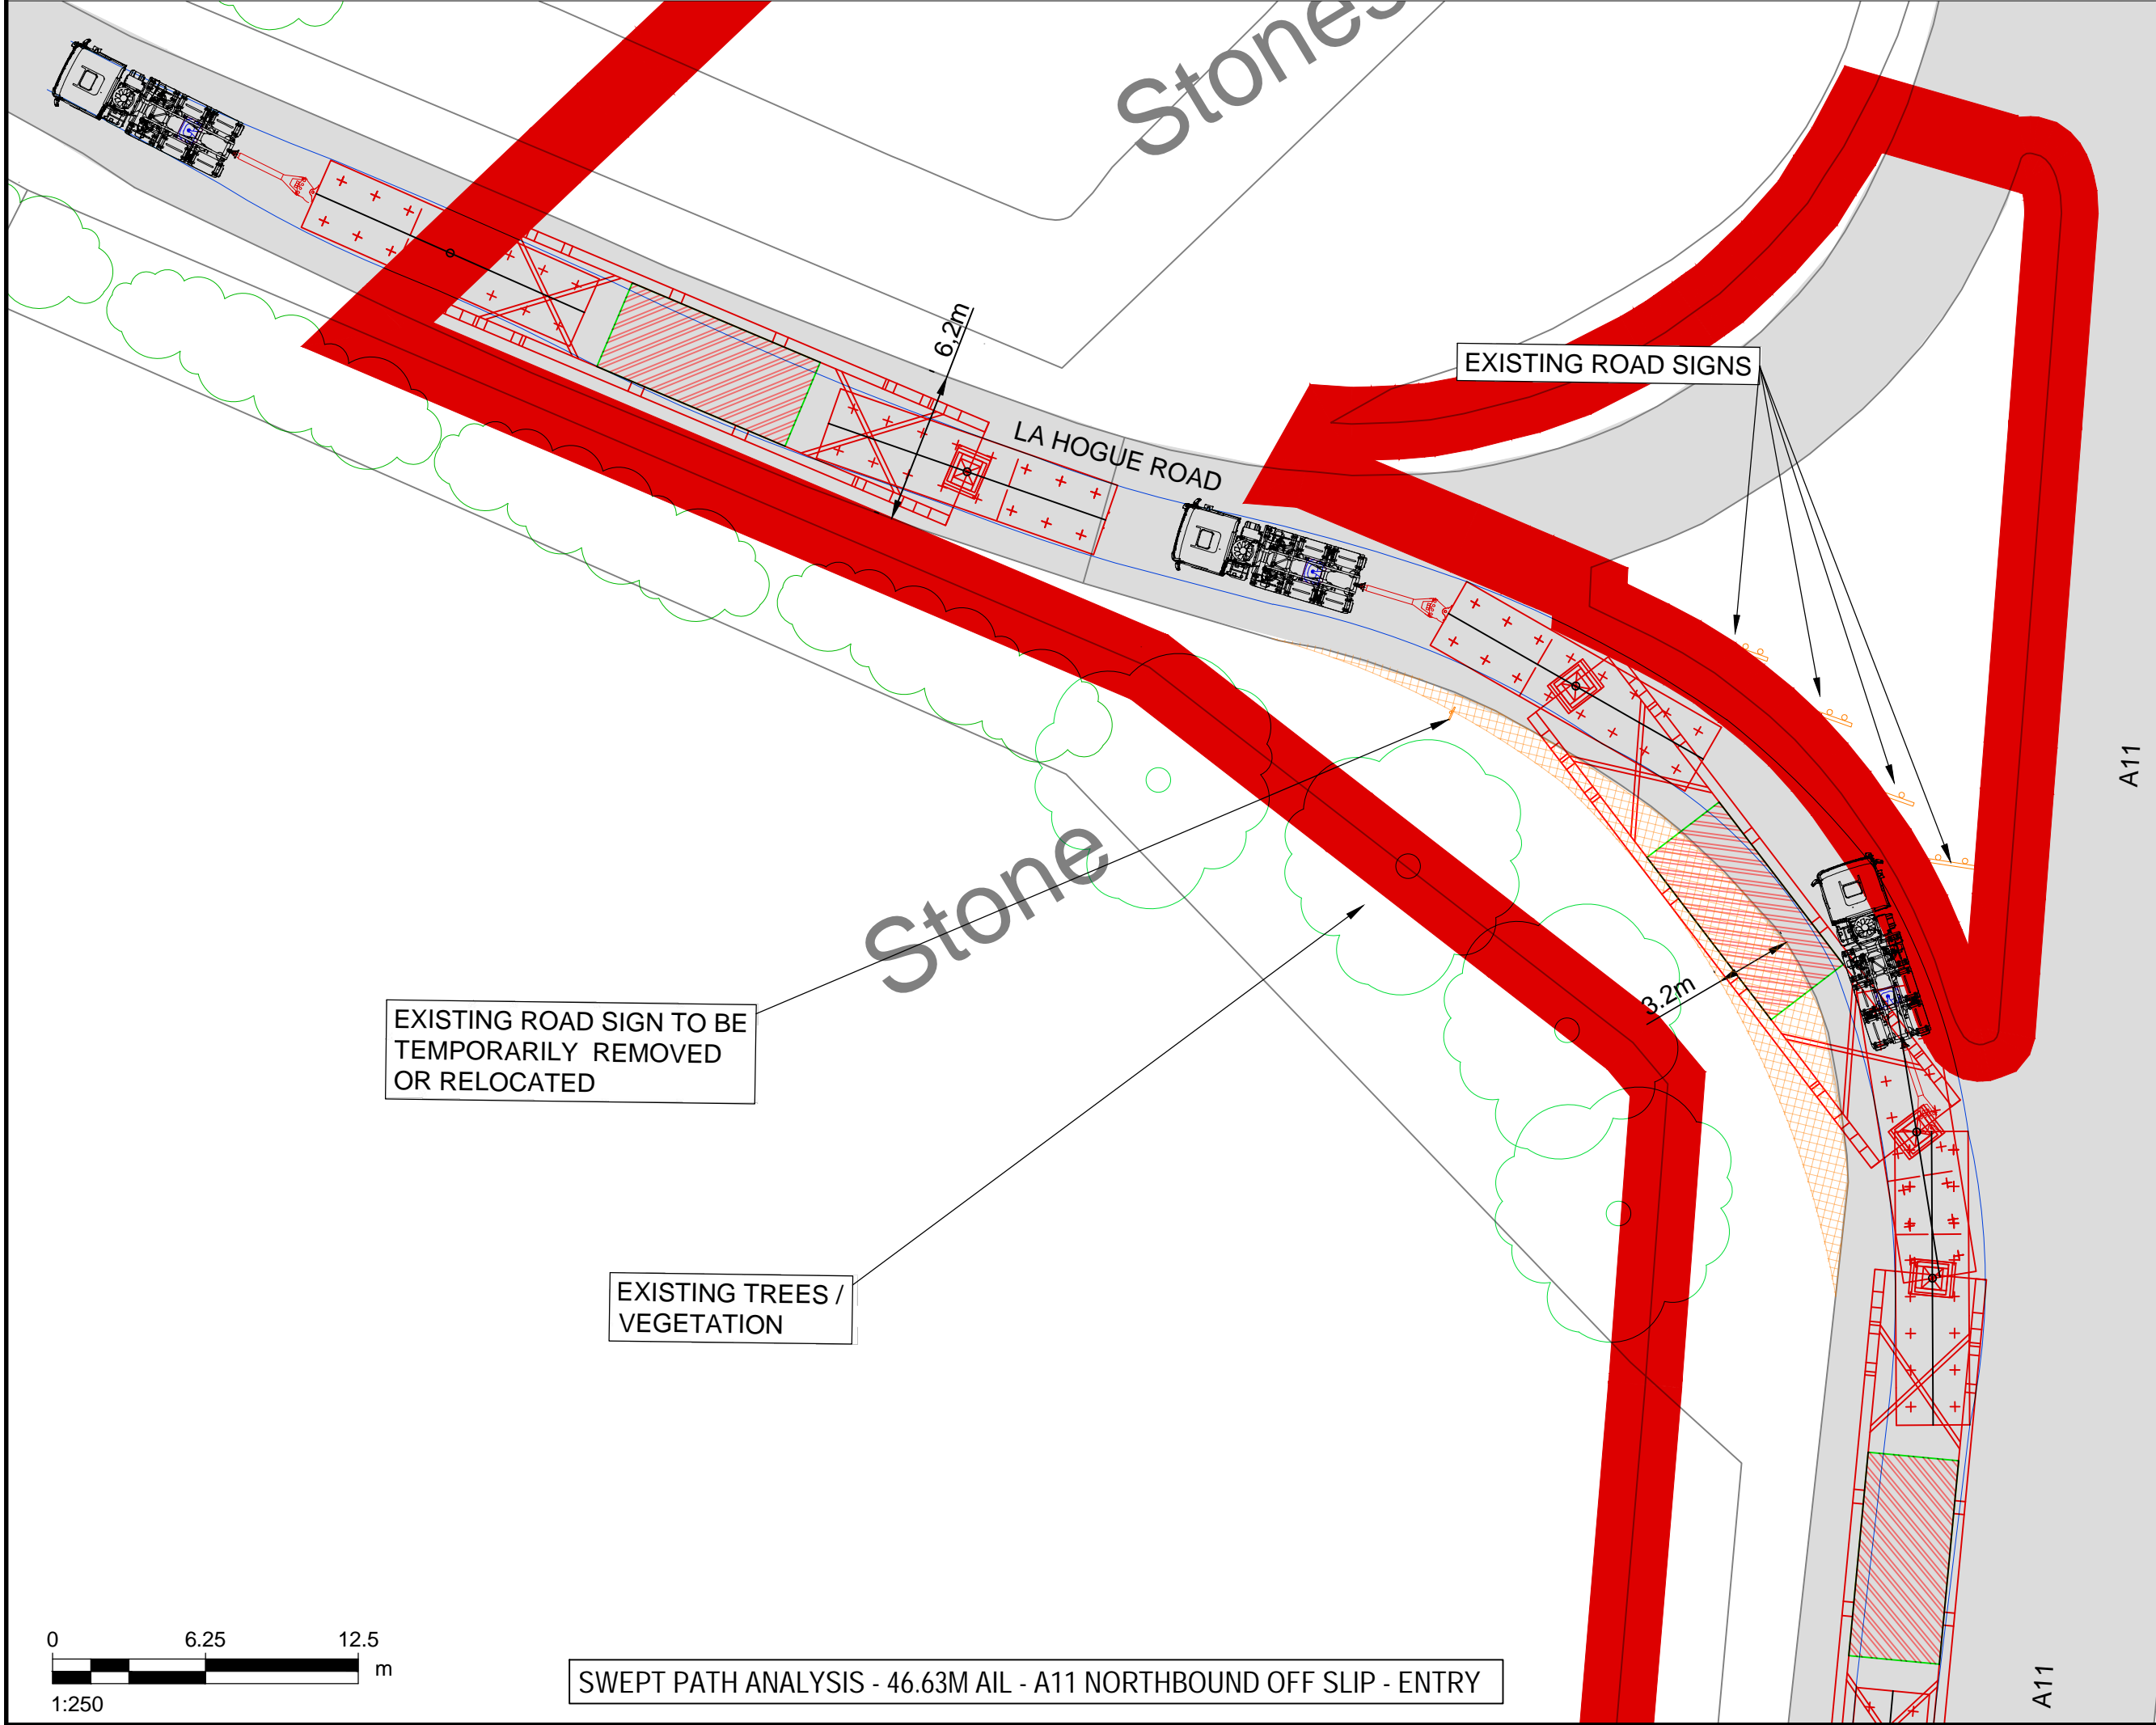 Stones
6,2m
EXISTING ROAD SIGNS
LA HOGUE ROAD
A11
Stone
3.2m
EXISTING ROAD SIGN TO BE
TEMPORARILY REMOVED
OR RELOCATED
EXISTING TREES /
VEGETATION
0 6.25 12.5
m
1:250
SWEPT PATH ANALYSIS - 46.63M AIL - A11 NORTHBOUND OFF SLIP - ENTRY
A11